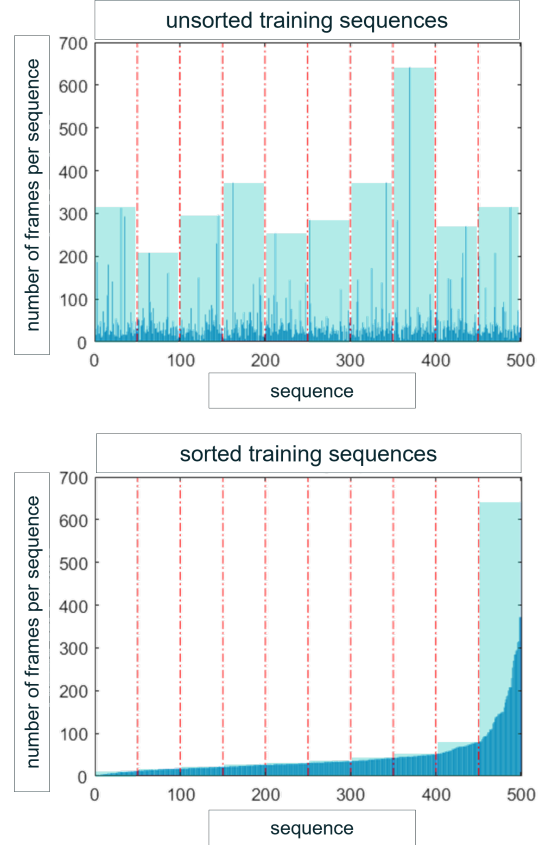 unsorted training sequences
number of frames per sequence
700
600
500
400
300
200
100
0
0 100 200 300 400 500
sequence
sorted training sequences
number of frames per sequence
700
600
500
400
300
200
100
0
0 100 200 300 400 500
sequence